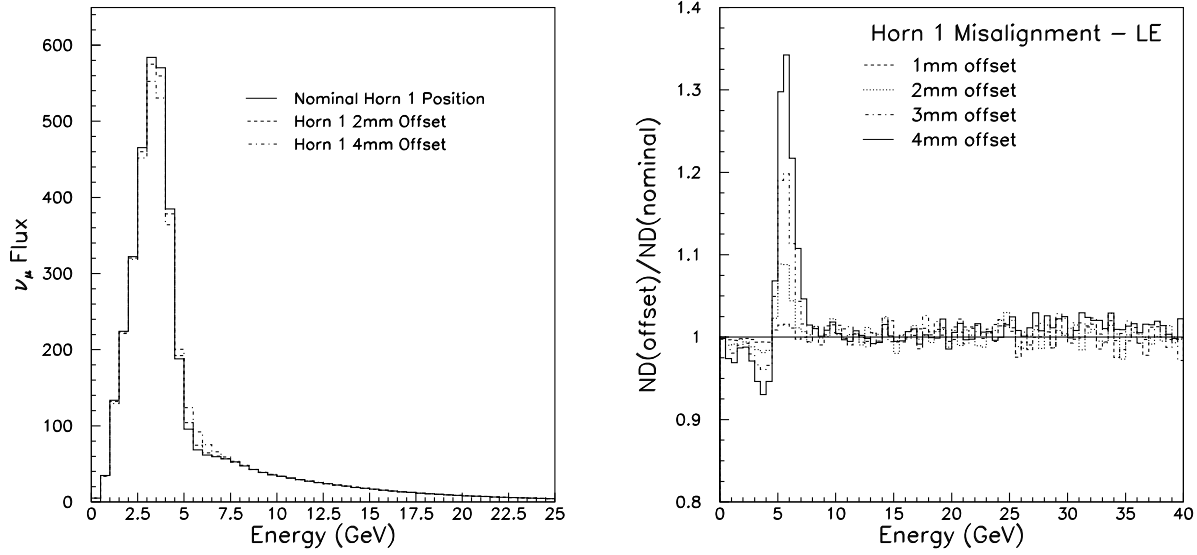 600
500
400
300
200
100
0
ν_μ Flux
Nominal Horn 1 Position
Horn 1 2mm Offset
Horn 1 4mm Offset
0 2.5 5 7.5 10 12.5 15 17.5 20 22.5 25
Energy (GeV)
1.4
1.3
1.2
1.1
1
0.9
0.8
ND(offset)/ND(nominal)
Horn 1 Misalignment – LE
1mm offset
2mm offset
3mm offset
4mm offset
0 5 10 15 20 25 30 35 40
Energy (GeV)